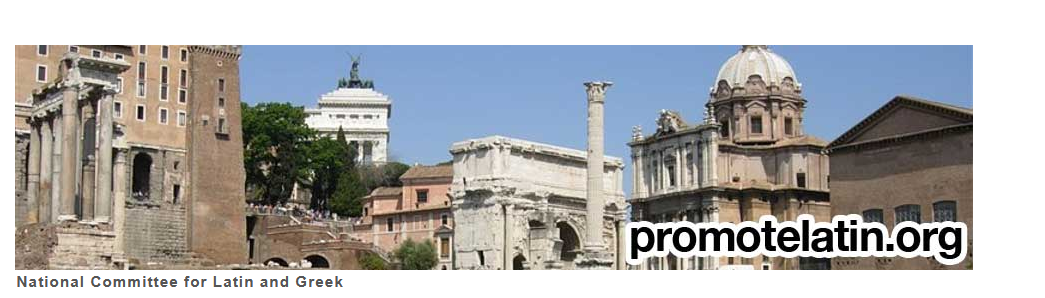 promotelatin.org
National Committee for Latin and Greek